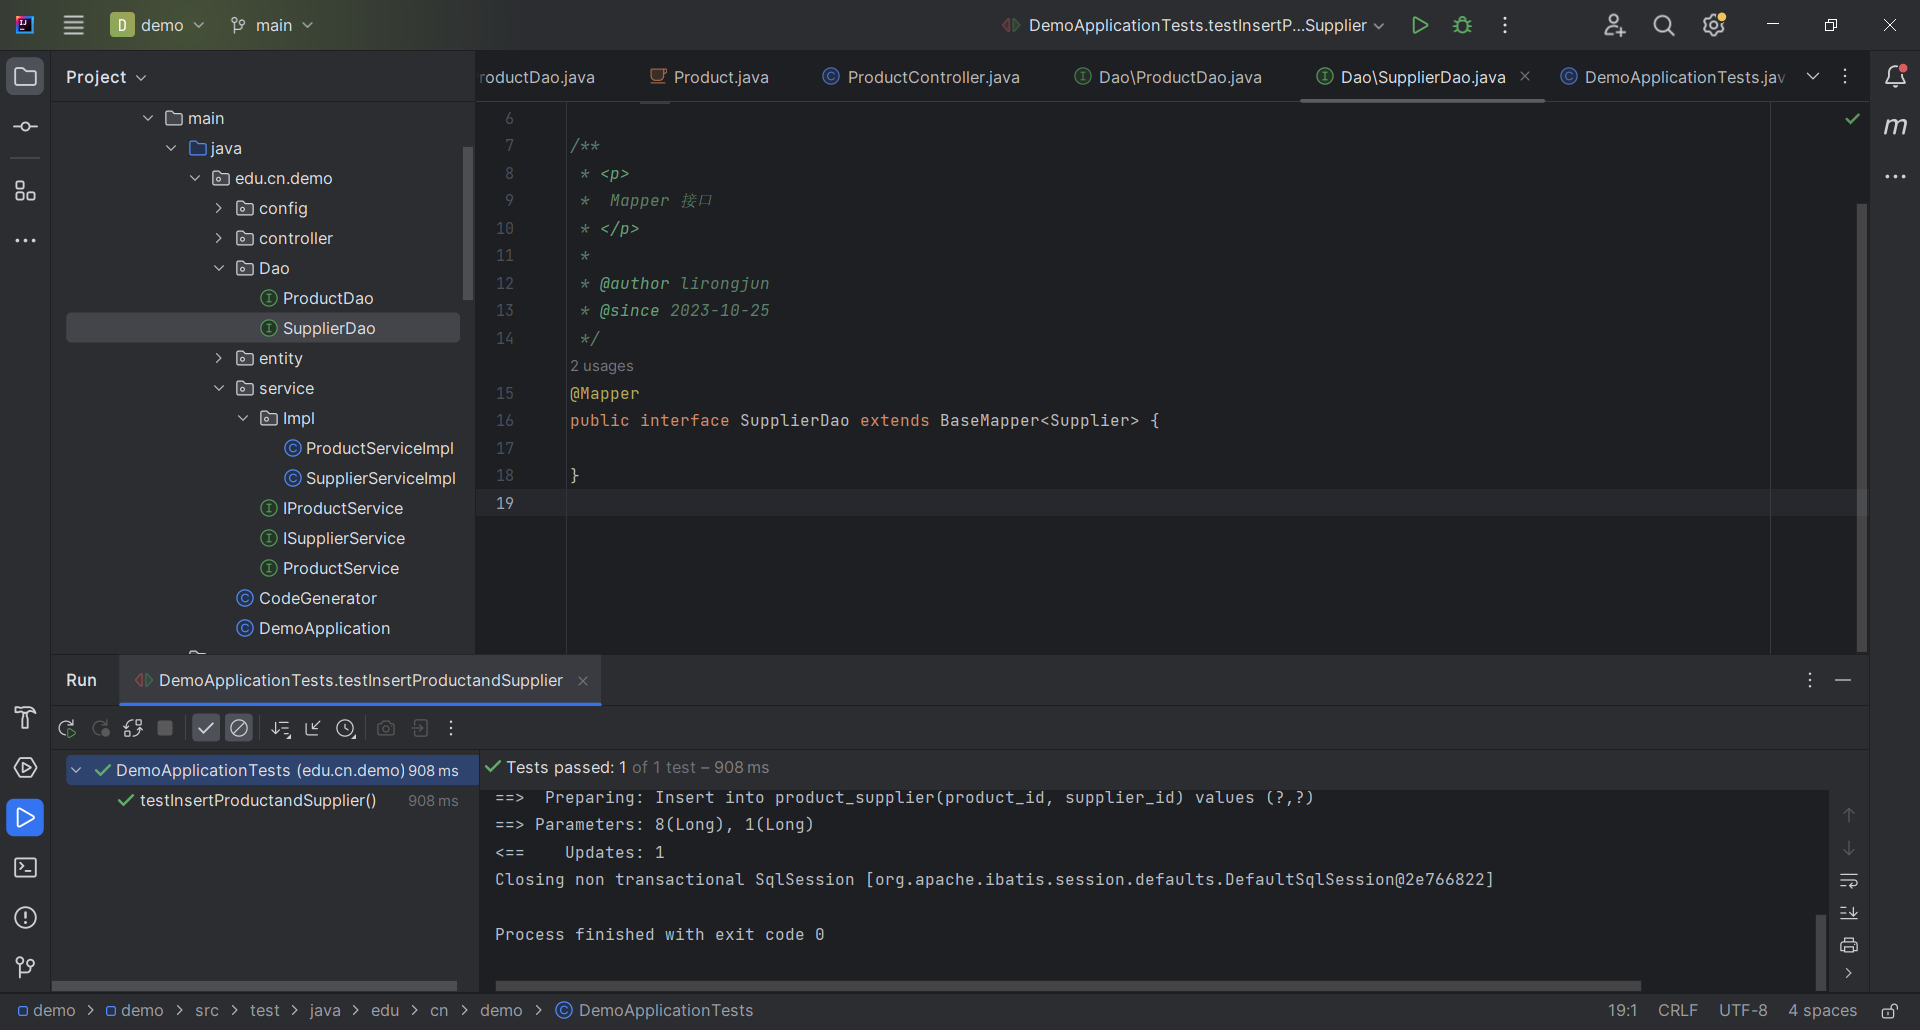 D demo main DemoApplicationTests.testInsertP...Supplier
Project
roductDao.java Product.java ProductController.java Dao\ProductDao.java Dao\SupplierDao.java DemoApplicationTests.jav
main
java
edu.cn.demo
config
controller
Dao
ProductDao
SupplierDao
entity
service
Impl
ProductServiceImpl
SupplierServiceImpl
IProductService
ISupplierService
ProductService
CodeGenerator
DemoApplication
6
7 /**
8 * <p>
9 * Mapper 接口
10 * </p>
11 *
12 * @author lirongjun
13 * @since 2023-10-25
14 */
2 usages
15 @Mapper
16 public interface SupplierDao extends BaseMapper<Supplier> {
17
18 }
19
m
Run DemoApplicationTests.testInsertProductandSupplier
DemoApplicationTests (edu.cn.demo) 908 ms
testInsertProductandSupplier() 908 ms
Tests passed: 1 of 1 test – 908 ms
==>  Preparing: Insert into product_supplier(product_id, supplier_id) values (?,?)
==> Parameters: 8(Long), 1(Long)
<==    Updates: 1
Closing non transactional SqlSession [org.apache.ibatis.session.defaults.DefaultSqlSession@2e766822]
Process finished with exit code 0
demo > demo > src > test > java > edu > cn > demo > DemoApplicationTests
19:1 CRLF UTF-8 4 spaces